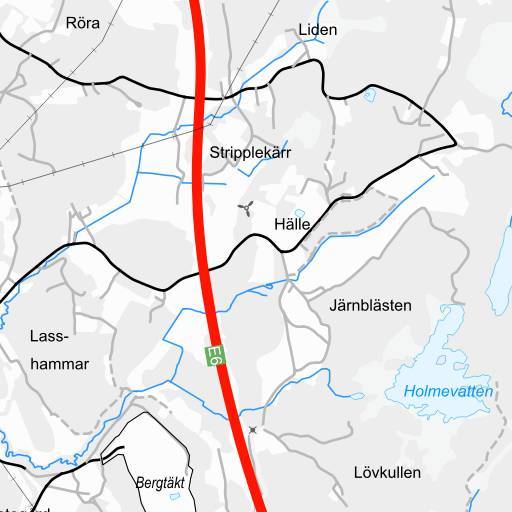 Röra
Liden
Stripplekärr
Hälle
Järnblästen
Lass-
hammar
E6
Holmevatten
Lövkullen
Bergtäkt